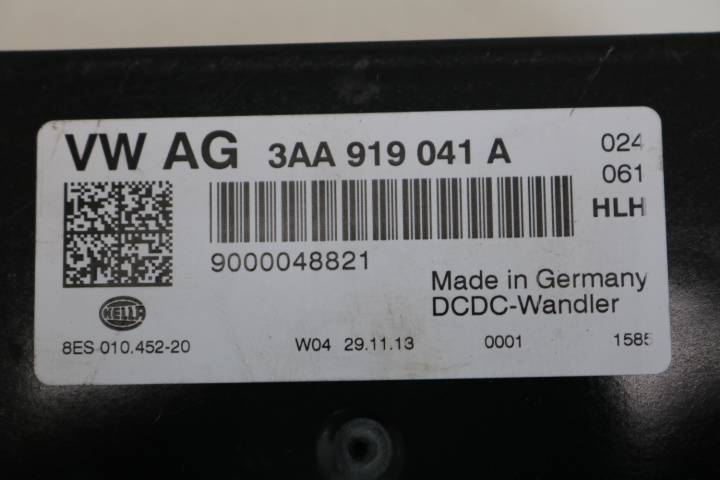 VW AG 3AA 919 041 A 024
061
HLH
9000048821
Made in Germany
DCDC-Wandler
HELLA
8ES 010.452-20 W04 29.11.13 0001 1585